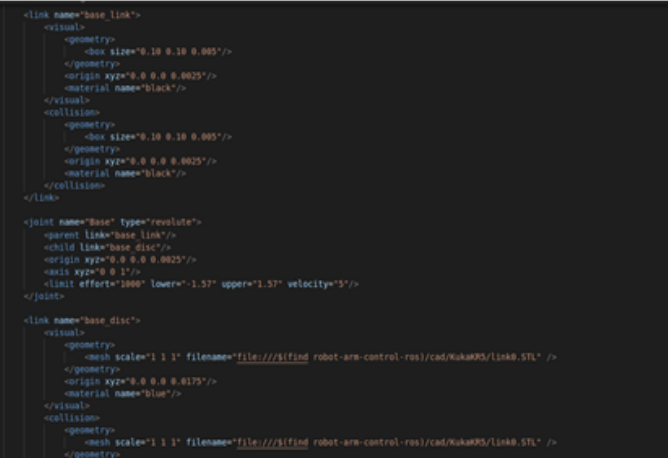 <link name="base_link">
<visual>
<geometry>
<box size="0.10 0.10 0.005"/>
</geometry>
<origin xyz="0.0 0.0 0.0025"/>
<material name="black"/>
</visual>
<collision>
<geometry>
<box size="0.10 0.10 0.005"/>
</geometry>
<origin xyz="0.0 0.0 0.0025"/>
<material name="black"/>
</collision>
</link>
<joint name="Base" type="revolute">
<parent link="base_link"/>
<child link="base_disc"/>
<origin xyz="0.0 0.0 0.0025"/>
<axis xyz="0 0 1"/>
<limit effort="1000" lower="-1.57" upper="1.57" velocity="5"/>
</joint>
<link name="base_disc">
<visual>
<geometry>
<mesh scale="1 1 1" filename="file:///$(find robot-arm-control-ros)/cad/KukaKR5/link0.STL" />
</geometry>
<origin xyz="0.0 0.0 0.0175"/>
<material name="blue"/>
</visual>
<collision>
<geometry>
<mesh scale="1 1 1" filename="file:///$(find robot-arm-control-ros)/cad/KukaKR5/link0.STL" />
</geometry>